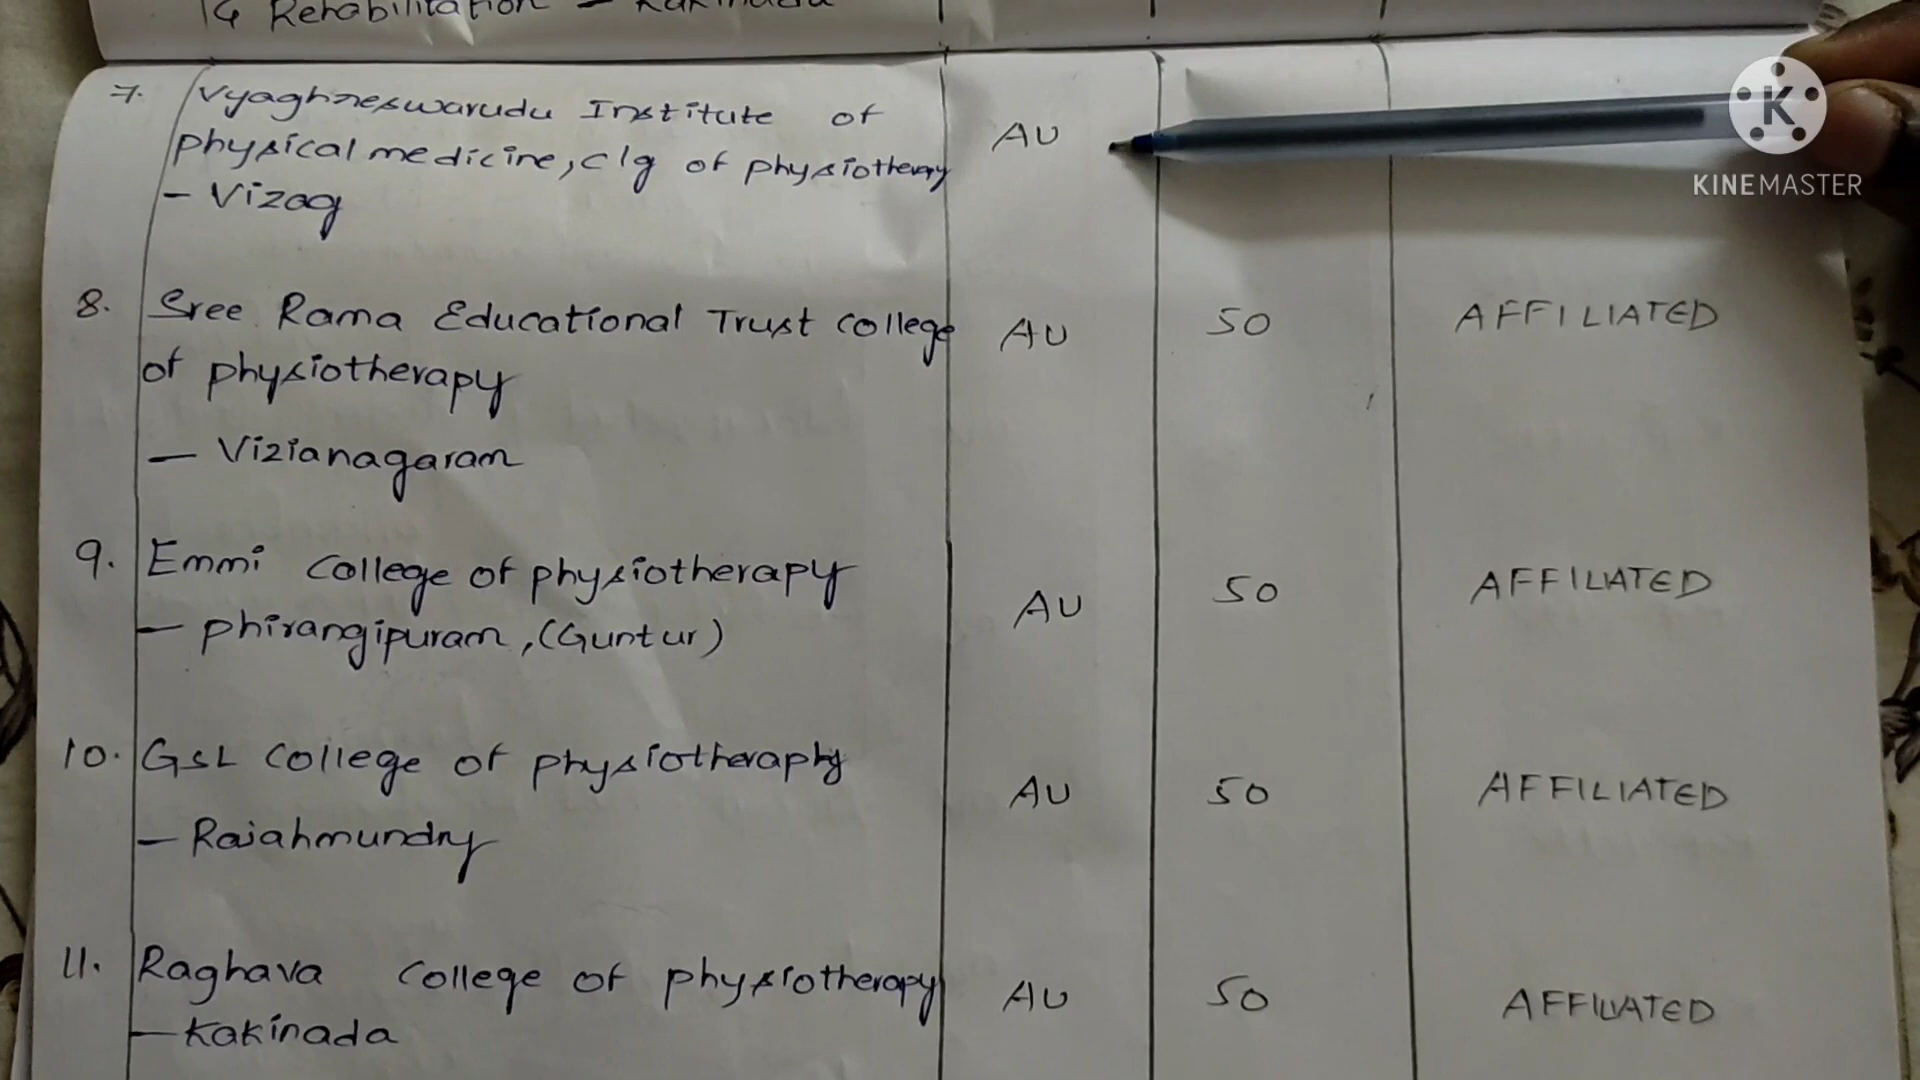 & Rehabilitation - Kakinada
7. Vyaghreswarudu Institute of
physical medicine, clg of physiotherapy AU
- Vizag
KINEMASTER
8. Sree Rama Educational Trust College AU 50 AFFILIATED
of physiotherapy
- Vizianagaram
9. Emmi College of physiotherapy AU 50 AFFILIATED
- phirangipuram, (Guntur)
10. GSL College of physiotheraphy AU 50 AFFILIATED
- Rajahmundry
11. Raghava College of physiotherapy AU 50 AFFILIATED
- Kakinada